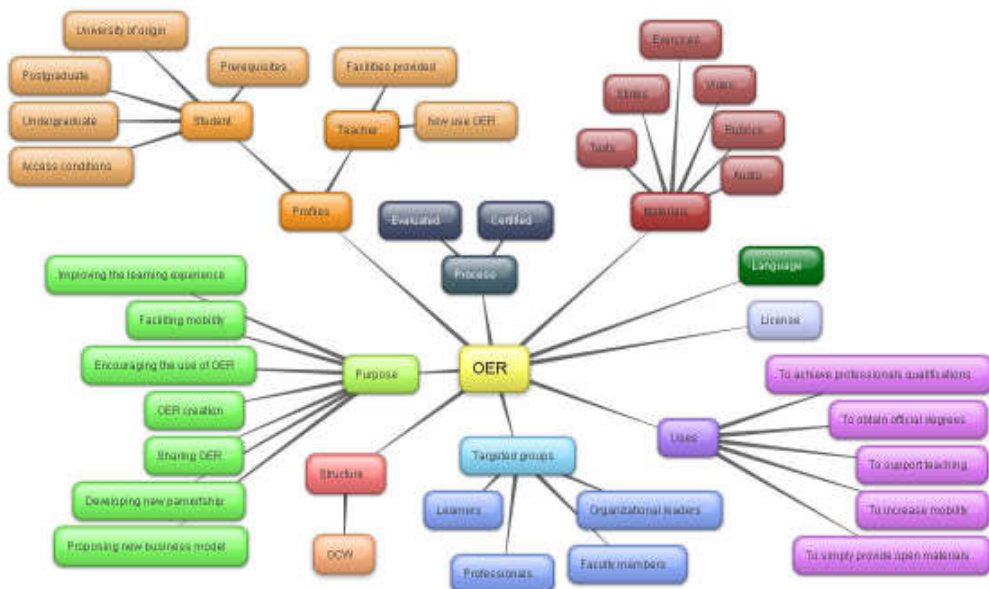 University of origin
Postgraduate
Prerequisites
Undergraduate
Student
Access conditions
Facilities provided
Teacher
how use OER
Profiles
Exercices
Slides
Video
Texts
Rubrics
Audio
Materials
Evaluated
Certified
Process
Language
License
Improving the learning experience
Facilitting mobility
Encouraging the use of OER
Purpose
OER
OER creation
Sharing OER
Developing new parnertship
Proposing new business model
Structure
OCW
Targeted groups
Learners
Organizational leaders
Professionals
Faculty members
Uses
To achieve professionals qualifications
To obtain official degrees
To support teaching
To increase mobility
To simply provide open materials